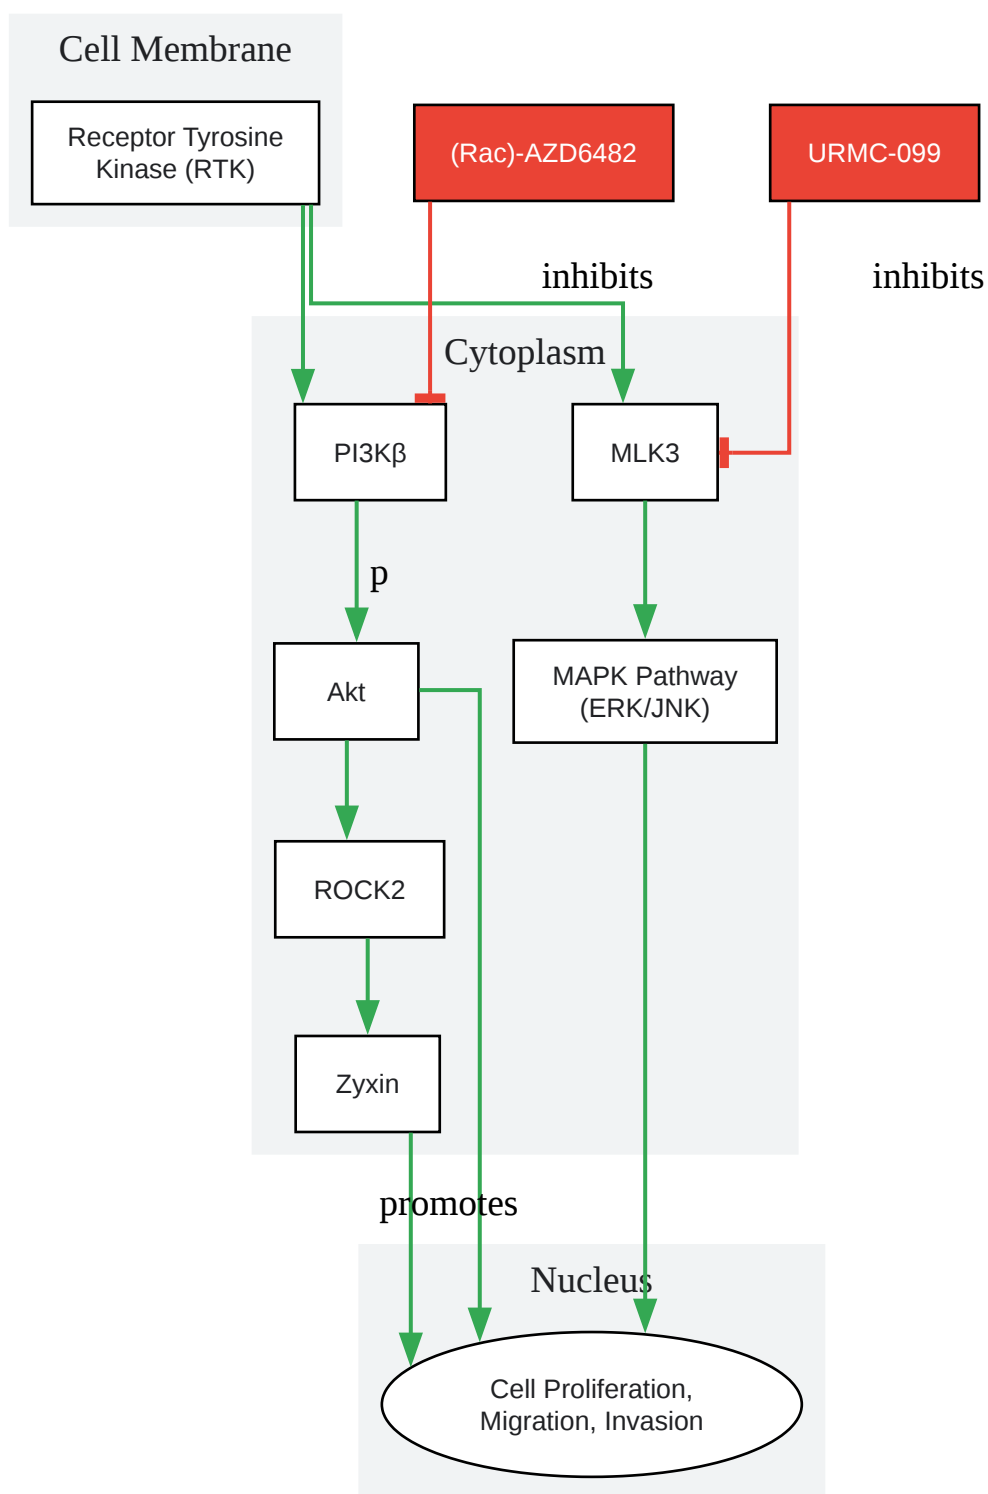 Cell Membrane
Receptor Tyrosine
Kinase (RTK)
(Rac)-AZD6482
URMC-099
inhibits
inhibits
Cytoplasm
PI3Kβ
MLK3
p
Akt
MAPK Pathway
(ERK/JNK)
ROCK2
Zyxin
promotes
Nucleus
Cell Proliferation,
Migration, Invasion